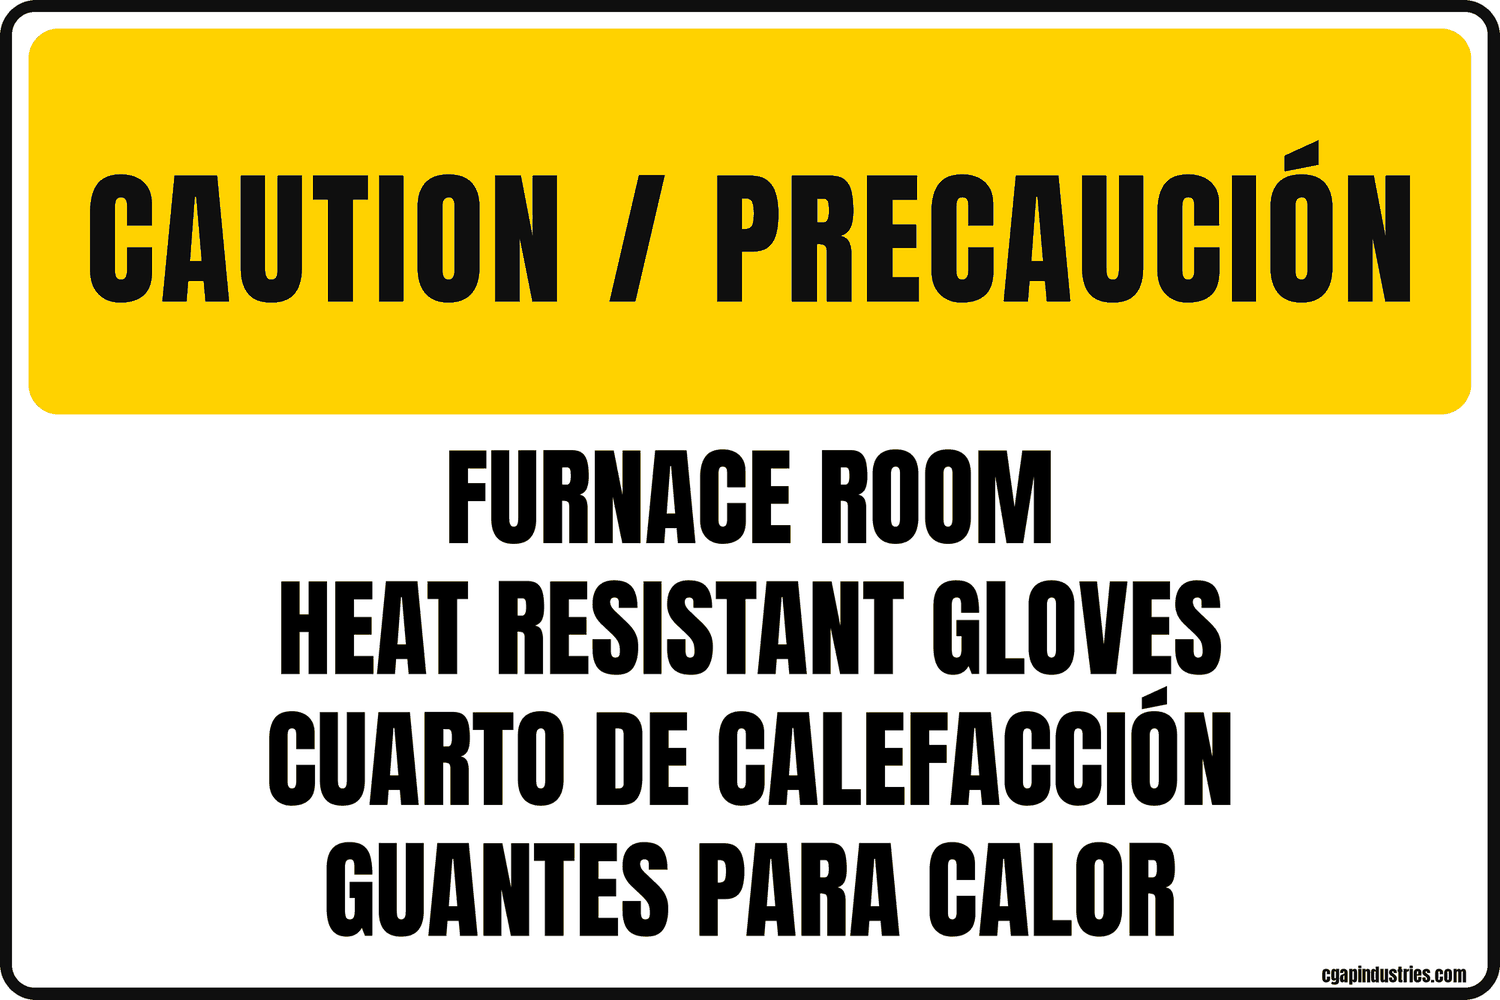 CAUTION / PRECAUCIÓN
FURNACE ROOM
HEAT RESISTANT GLOVES
CUARTO DE CALEFACCIÓN
GUANTES PARA CALOR
cgapindustries.com